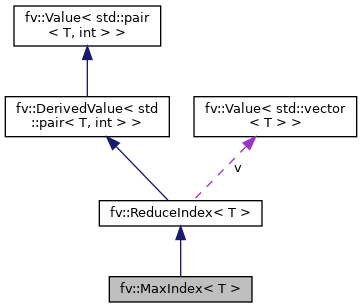 fv::Value< std::pair
< T, int > >
fv::DerivedValue< std
::pair< T, int > >
fv::Value< std::vector
< T > >
v
fv::ReduceIndex< T >
fv::MaxIndex< T >